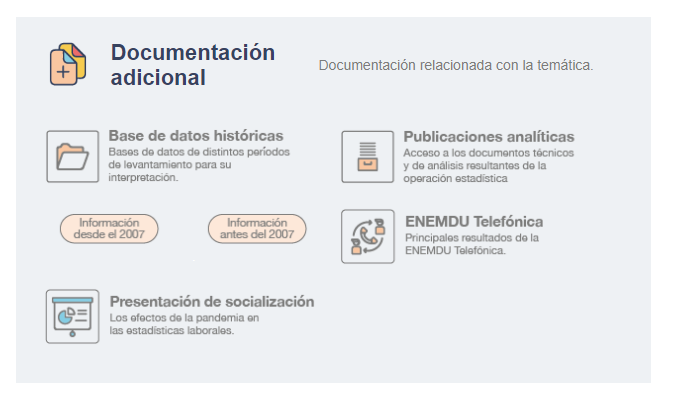 Documentación
adicional
Documentación relacionada con la temática.
Base de datos históricas
Bases de datos de distintos períodos
de levantamiento para su
interpretación.
Información
desde el 2007
Información
antes del 2007
Publicaciones analíticas
Acceso a los documentos técnicos
y de análisis resultantes de la
operación estadística
ENEMDU Telefónica
Principales resultados de la
ENEMDU Telefónica.
Presentación de socialización
Los efectos de la pandemia en
las estadísticas laborales.